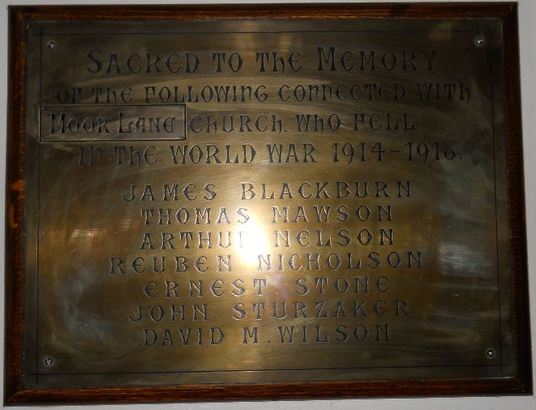 SACRED TO THE MEMORY
OF THE FOLLOWING CONNECTED WITH
MOOR LANE CHURCH. WHO FELL
IN THE WORLD WAR 1914-1918.
JAMES BLACKBURN
THOMAS MAWSON
ARTHUR NELSON
REUBEN NICHOLSON
ERNEST STONE
JOHN STURZAKER
DAVID M. WILSON